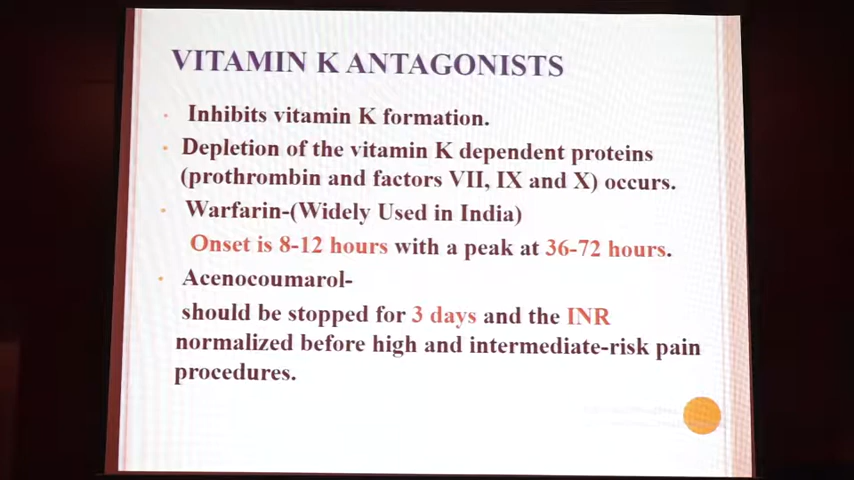 VITAMIN K ANTAGONISTS
Inhibits vitamin K formation.
Depletion of the vitamin K dependent proteins
(prothrombin and factors VII, IX and X) occurs.
Warfarin-(Widely Used in India)
Onset is 8-12 hours with a peak at 36-72 hours.
Acenocoumarol-
should be stopped for 3 days and the INR
normalized before high and intermediate-risk pain
procedures.